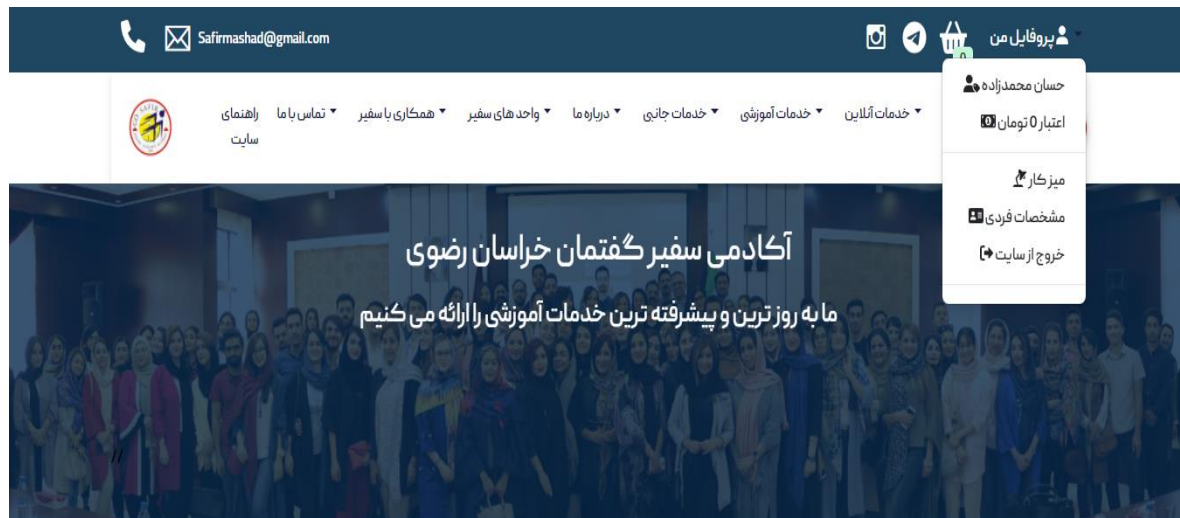 پروفایل من
0
Safirmashad@gmail.com
حسان محمدزاده
اعتبار 0 تومان
میز کار
مشخصات فردی
خروج از سایت
خدمات آنلاین
خدمات آموزشی
خدمات جانبی
درباره ما
واحد های سفیر
همکاری با سفیر
تماس با ما
راهنمای
سایت
آکادمی سفیر گفتمان خراسان رضوی
ما به روز ترین و پیشرفته ترین خدمات آموزشی را ارائه می کنیم
//